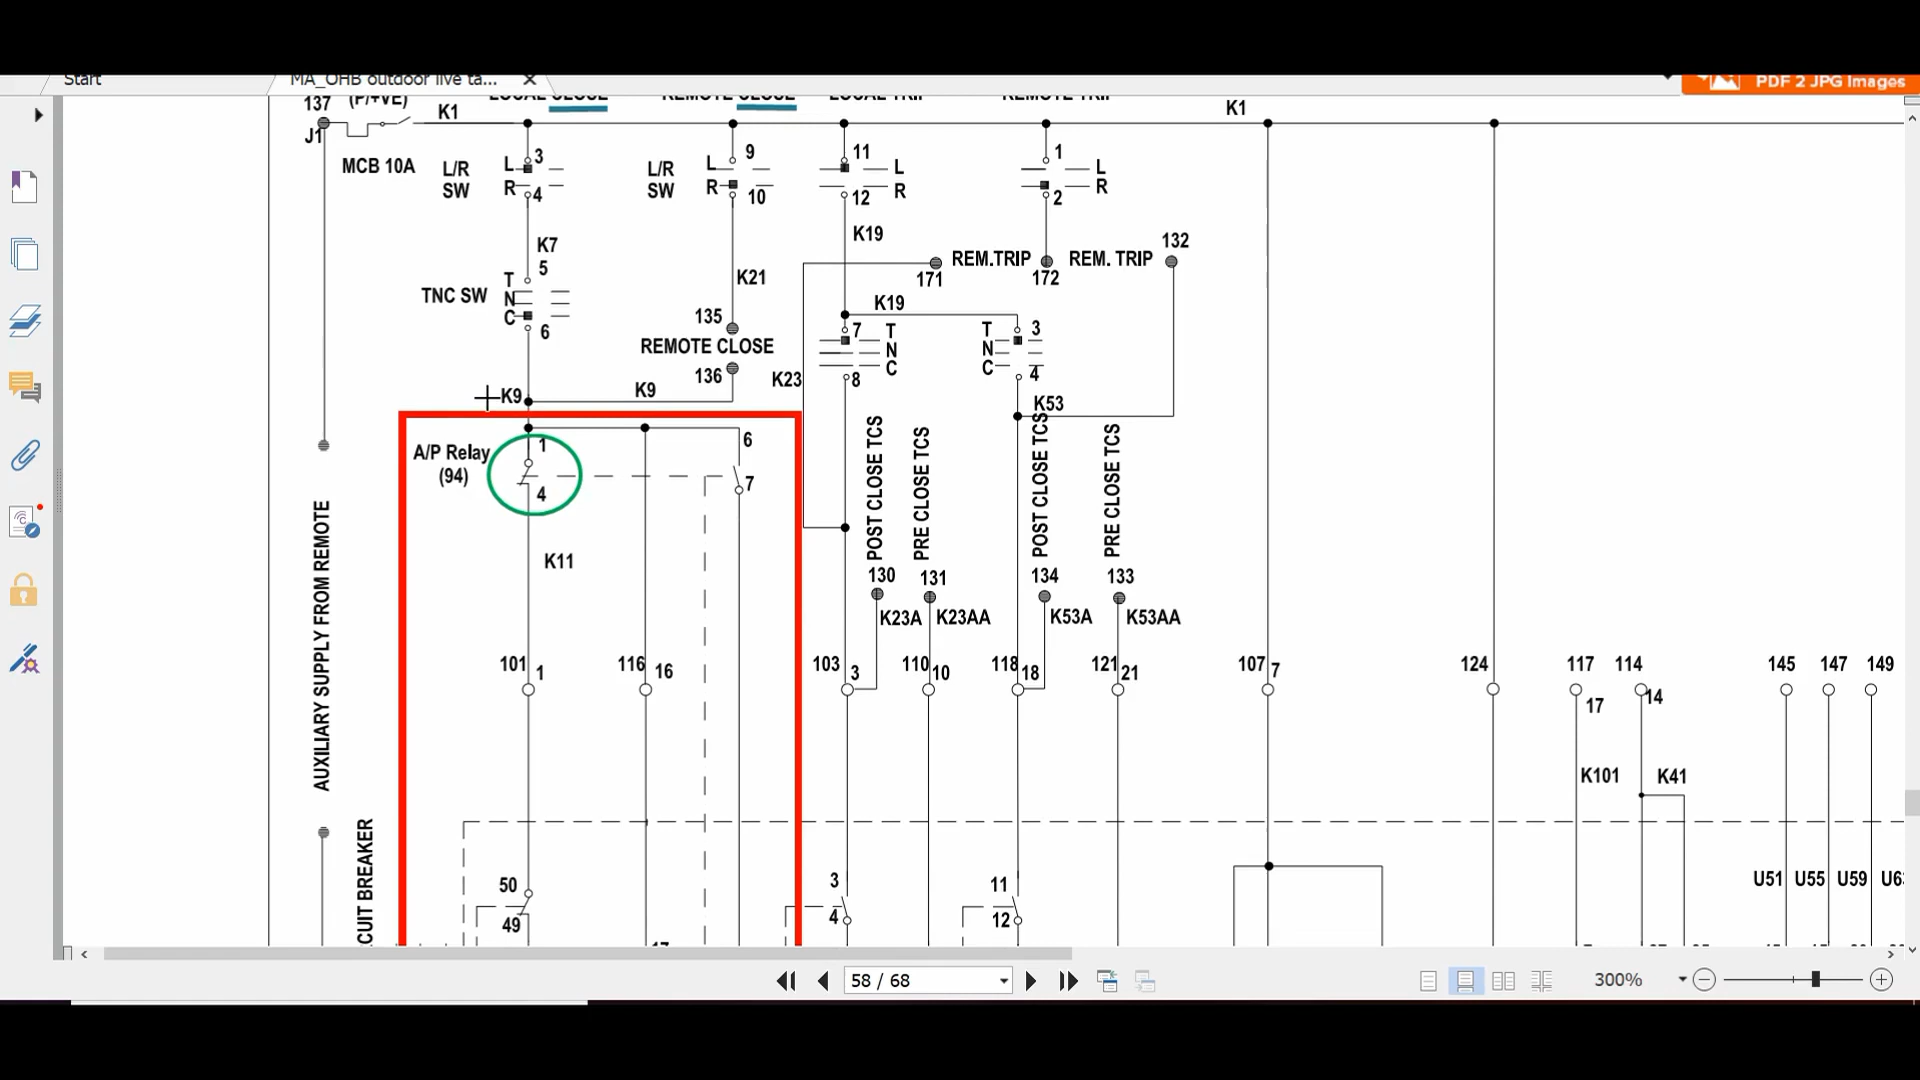 Start
MA_OHB outdoor live ta...
PDF 2 JPG Images
137
(P/+VE)
K1
LOCAL CLOSE
REMOTE CLOSE
LOCAL TRIP
REMOTE TRIP
K1
J1
MCB 10A
L/R
SW
L
R
3
4
L/R
SW
L
R
9
10
11
12
L
R
1
2
L
R
K7
5
TNC SW
T
N
C
6
K21
135
REMOTE CLOSE
136
K19
171
REM.TRIP
172
REM. TRIP
132
K19
7
T
N
C
8
T
N
C
3
4
K9
K9
K23
K53
A/P Relay
(94)
1
4
6
7
K11
POST CLOSE TCS
PRE CLOSE TCS
POST CLOSE TCS
PRE CLOSE TCS
130
131
134
133
K23A
K23AA
K53A
K53AA
AUXILIARY SUPPLY FROM REMOTE
101
1
116
16
103
3
110
10
118
18
121
21
107
7
124
117
17
114
14
145
147
149
K101
K41
CUIT BREAKER
50
49
3
4
11
12
U51
U55
U59
U6
17
58 / 68
300%